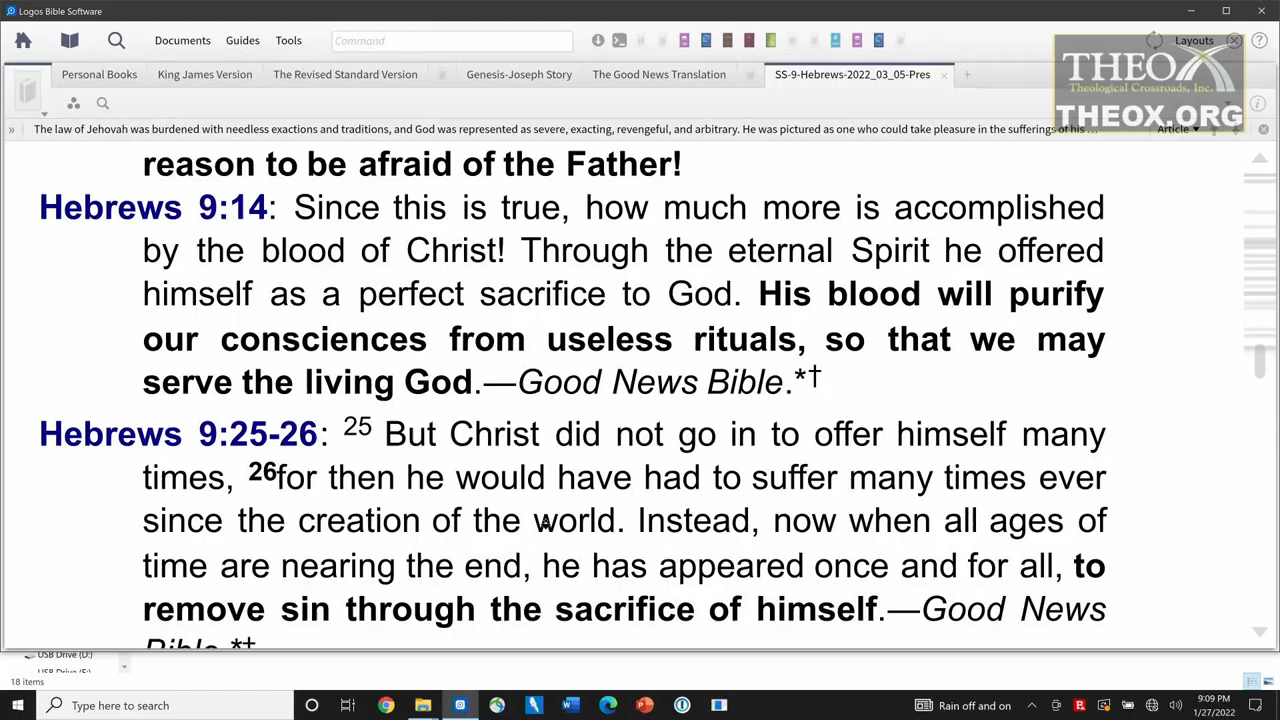 Logos Bible Software
Documents Guides Tools Command Layouts
Personal Books King James Version The Revised Standard Version Genesis-Joseph Story The Good News Translation SS-9-Hebrews-2022_03_05-Pres
THEOX
Theological Crossroads, Inc.
THEOX.ORG
» The law of Jehovah was burdened with needless exactions and traditions, and God was represented as severe, exacting, revengeful, and arbitrary. He was pictured as one who could take pleasure in the sufferings of his ... Article
reason to be afraid of the Father!
Hebrews 9:14: Since this is true, how much more is accomplished
by the blood of Christ! Through the eternal Spirit he offered
himself as a perfect sacrifice to God. His blood will purify
our consciences from useless rituals, so that we may
serve the living God.—Good News Bible.*†
Hebrews 9:25-26: 25 But Christ did not go in to offer himself many
times, 26for then he would have had to suffer many times ever
since the creation of the world. Instead, now when all ages of
time are nearing the end, he has appeared once and for all, to
remove sin through the sacrifice of himself.—Good News
Bible.*†
USB Drive (D:)
18 items
Type here to search
Rain off and on
9:09 PM
1/27/2022